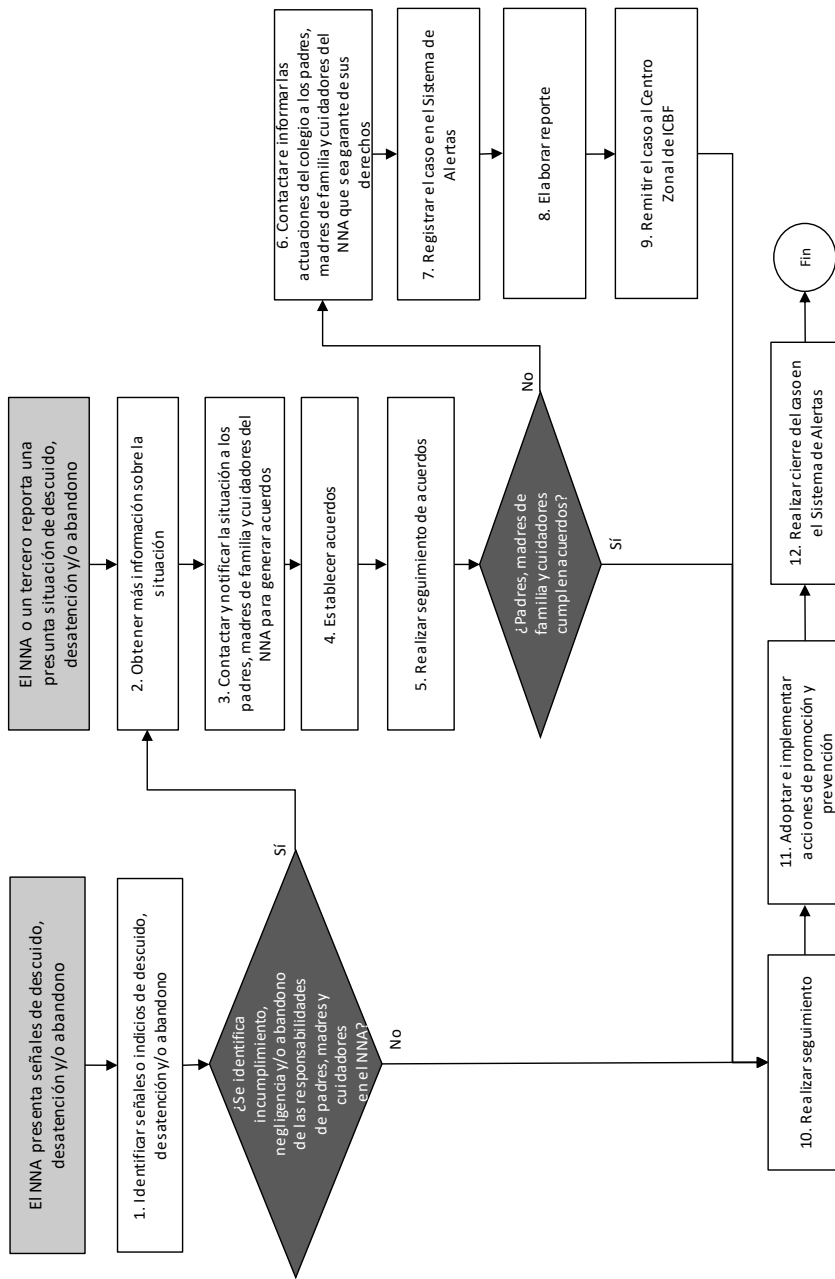 El NNA presenta señales de descuido,
desatención y/o abandono
1. Identificar señales o indicios de descuido,
desatención y/o abandono
¿Se identifica
incumplimiento,
negligencia y/o abandono
de las responsabilidades
de padres, madres y
cuidadores
en el NNA?
Sí
No
El NNA o un tercero reporta una
presunta situación de descuido,
desatención y/o abandono
2. Obtener más información sobre la
situación
3. Contactar y notificar la situación a los
padres, madres de familia y cuidadores del
NNA para generar acuerdos
4. Establecer acuerdos
5. Realizar seguimiento de acuerdos
¿Padres, madres de
familia y cuidadores
cumplen acuerdos?
No
Sí
6. Contactar e informar las
actuaciones del colegio a los padres,
madres de familia y cuidadores del
NNA que sea garante de sus
derechos
7. Registrar el caso en el Sistema de
Alertas
8. Elaborar reporte
9. Remitir el caso al Centro
Zonal de ICBF
10. Realizar seguimiento
11. Adoptar e implementar
acciones de promoción y
prevención
12. Realizar cierre del caso en
el Sistema de Alertas
Fin